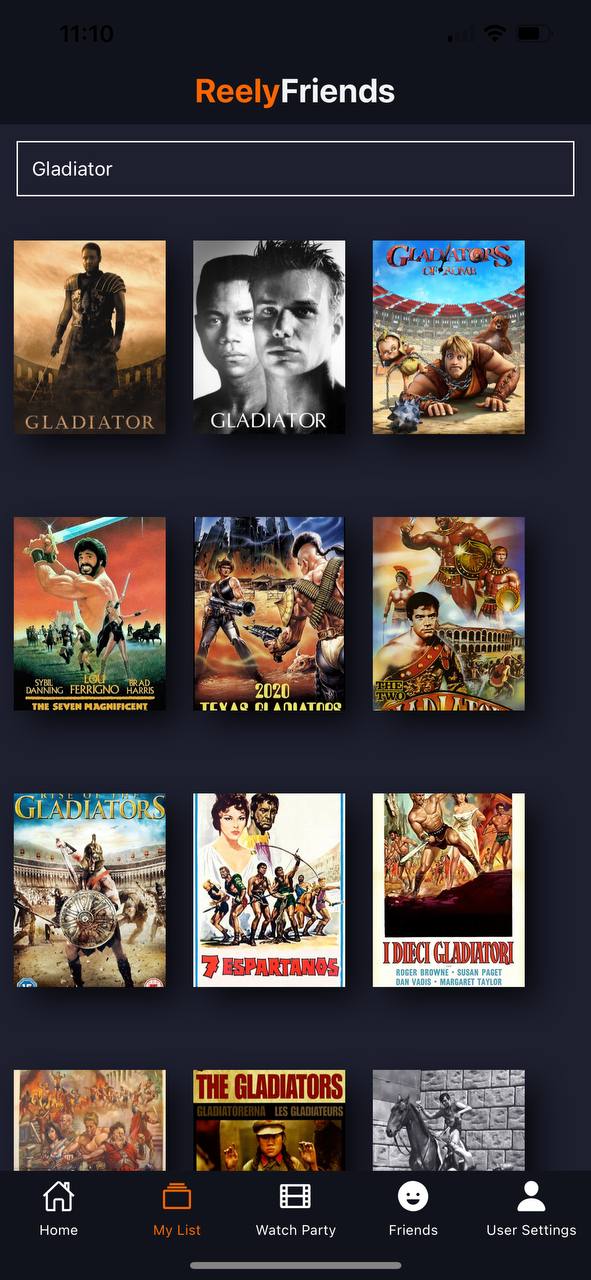 11:10
ReelyFriends
Gladiator
GLADIATOR
GLADIATOR
GLADIATORS
OF ROME
SYBIL DANNING
LOU FERRIGNO
BRAD HARRIS
THE SEVEN MAGNIFICENT
2020
TEXAS GLADIATORS
THE TWO
GLADIATORS
RISE OF THE
GLADIATORS
15
7 ESPARTANOS
I DIECI GLADIATORI
ROGER BROWNE • SUSAN PAGET
DAN VADIS • MARGARET TAYLOR
THE GLADIATORS
GLADIATORERNA LES GLADIATEURS
Home
My List
Watch Party
Friends
User Settings